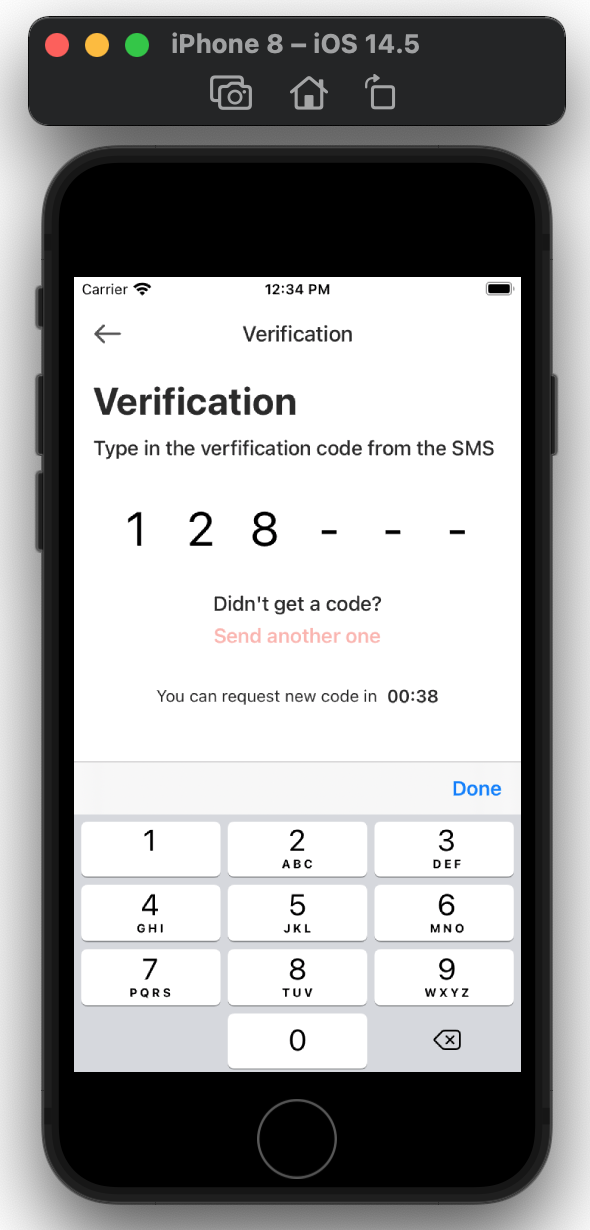 iPhone 8 – iOS 14.5
Carrier 12:34 PM
Verification
Verification
Type in the verfification code from the SMS
1 2 8 - - -
Didn't get a code?
Send another one
You can request new code in 00:38
Done
1 2 3
ABC DEF
4 5 6
GHI JKL MNO
7 8 9
PQRS TUV WXYZ
0